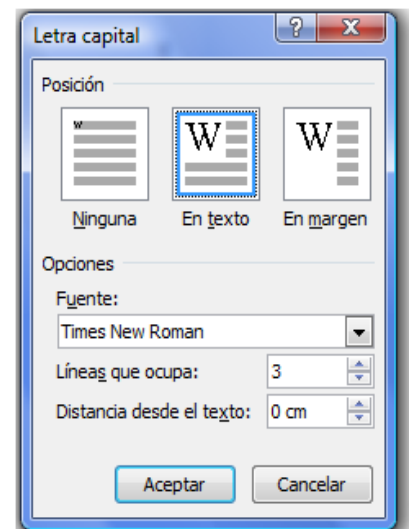 Letra capital
Posición
W
W
W
Ninguna
En texto
En margen
Opciones
Fuente:
Times New Roman
Líneas que ocupa: 3
Distancia desde el texto: 0 cm
Aceptar
Cancelar